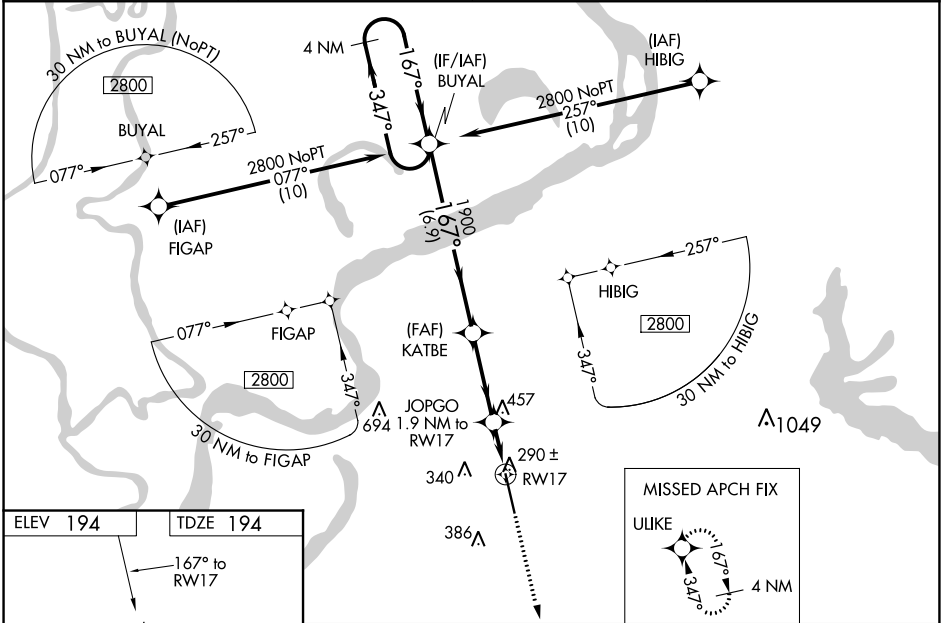 30 NM to BUYAL (NoPT)
2800
BUYAL
077°
257°
4 NM
167°
347°
(IF/IAF)
BUYAL
(IAF)
HIBIG
2800 NoPT
257°
(10)
2800 NoPT
077°
(10)
(IAF)
FIGAP
1900
167°
(6.9)
257°
HIBIG
2800
347°
30 NM to HIBIG
077°
FIGAP
2800
347°
30 NM to FIGAP
(FAF)
KATBE
694
JOPGO
1.9 NM to
RW17
457
1049
340
290 ±
RW17
386
MISSED APCH FIX
ULIKE
167°
347°
4 NM
ELEV 194
TDZE 194
167° to
RW17